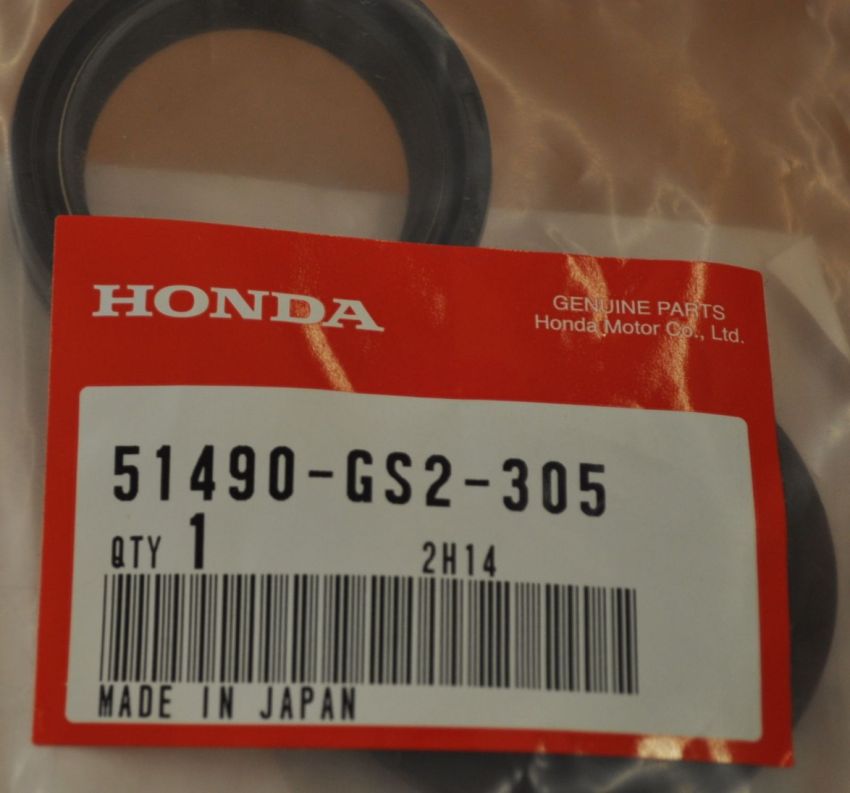 HONDA
GENUINE PARTS
Honda Motor Co., Ltd.
51490-GS2-305
QTY 1 2H14
MADE IN JAPAN